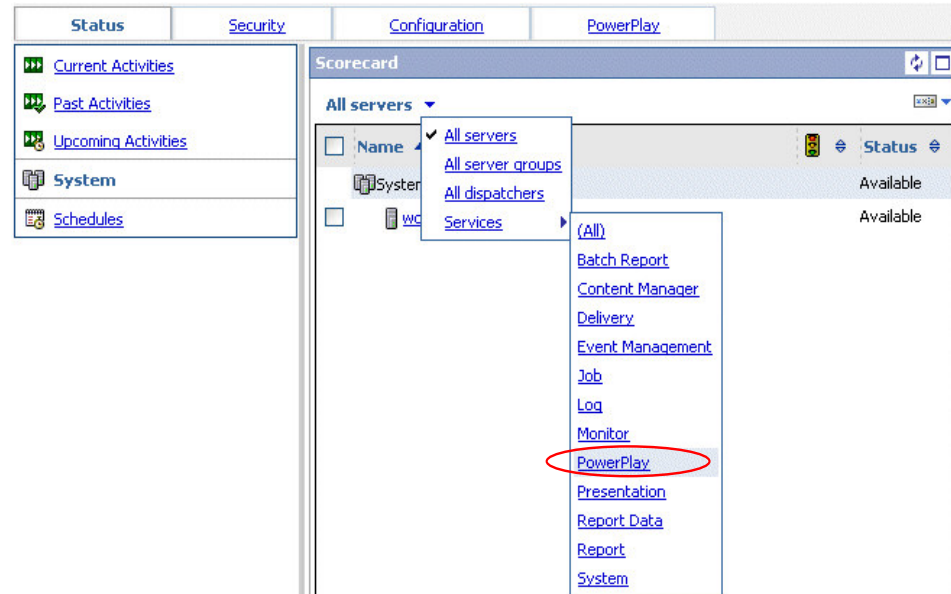 Status Security Configuration PowerPlay
Current Activities
Past Activities
Upcoming Activities
System
Schedules
Scorecard
All servers
Name Status
All servers
All server groups
All dispatchers
Services
Available
Available
(All)
Batch Report
Content Manager
Delivery
Event Management
Job
Log
Monitor
PowerPlay
Presentation
Report Data
Report
System